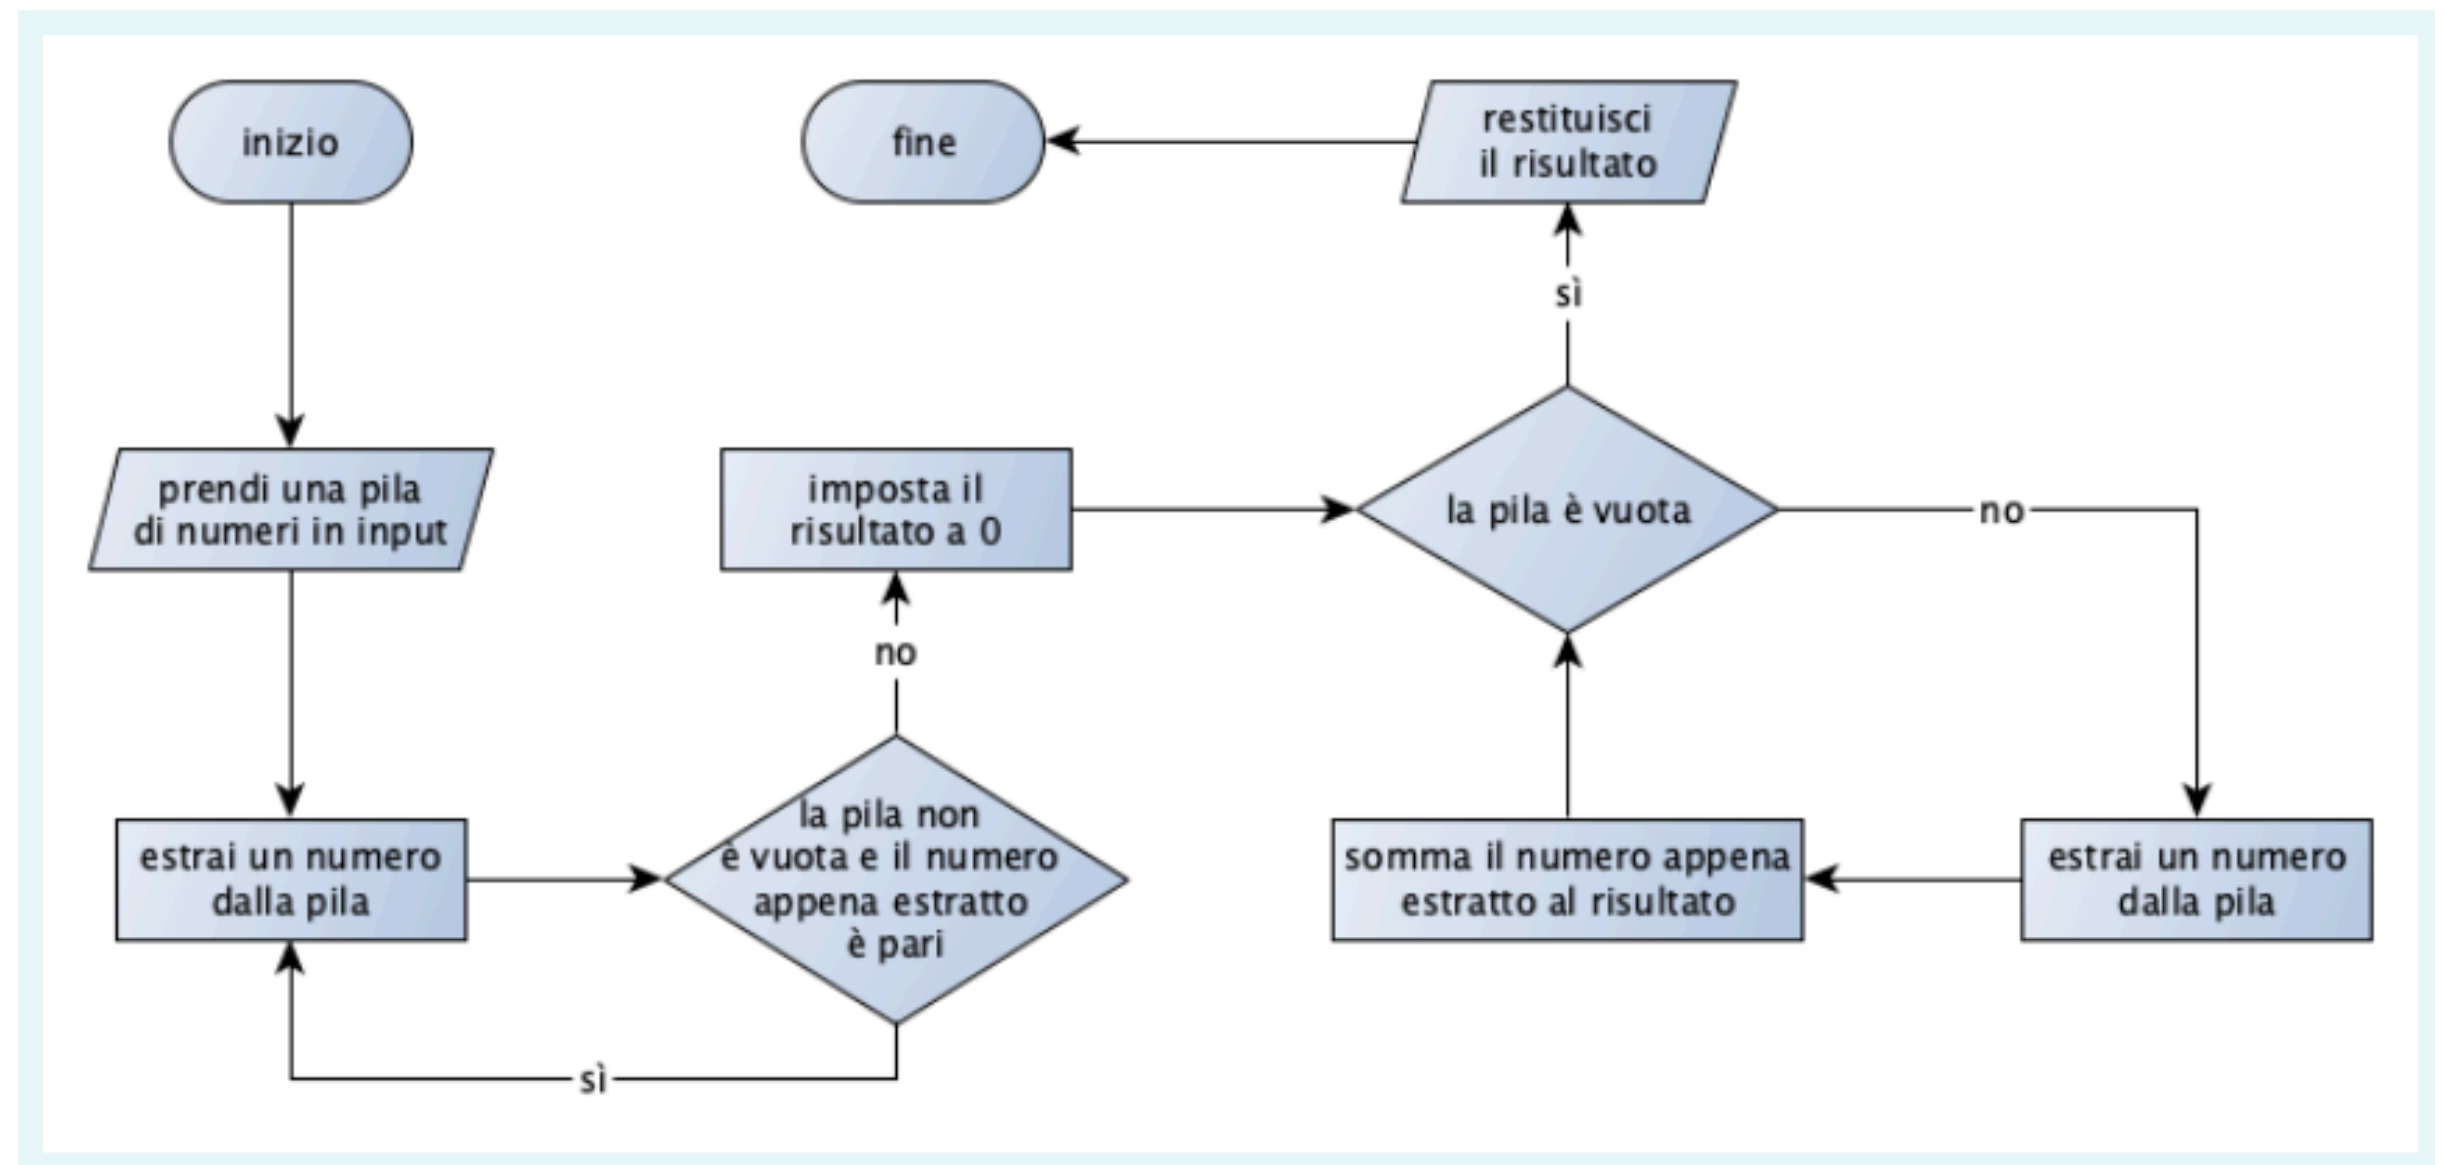 inizio
prendi una pila
di numeri in input
estrai un numero
dalla pila
la pila non
è vuota e il numero
appena estratto
è pari
sì
no
imposta il
risultato a 0
la pila è vuota
no
estrai un numero
dalla pila
somma il numero appena
estratto al risultato
sì
restituisci
il risultato
fine